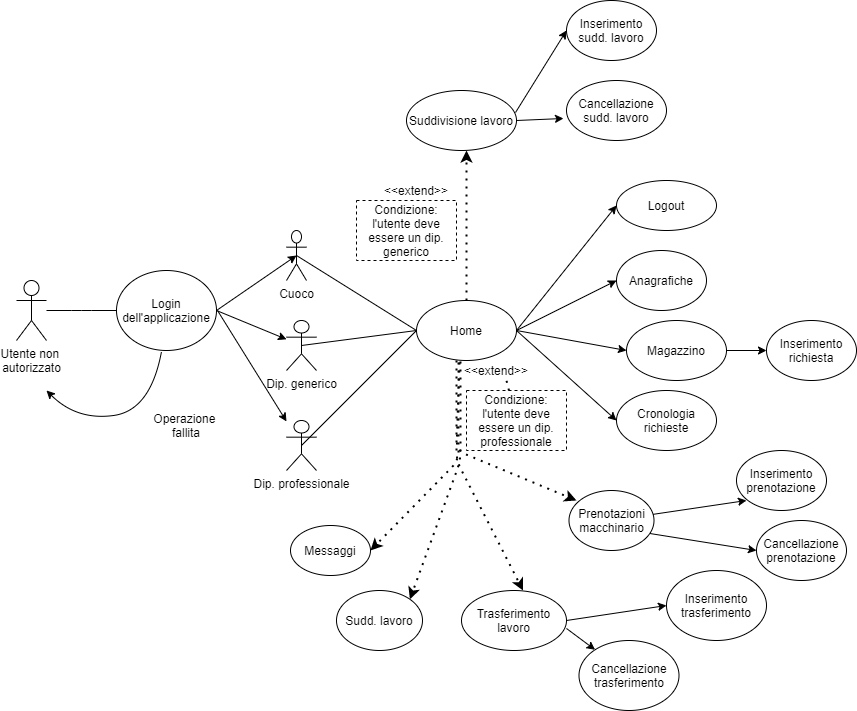 Inserimento
sudd. lavoro
Suddivisione lavoro
Cancellazione
sudd. lavoro
<<extend>>
Condizione:
l'utente deve
essere un dip.
generico
Logout
Cuoco
Anagrafiche
Login
dell'applicazione
Utente non
autorizzato
Home
Magazzino
Inserimento
richiesta
Dip. generico
<<extend>>
Condizione:
l'utente deve
essere un dip.
professionale
Cronologia
richieste
Operazione
fallita
Dip. professionale
Inserimento
prenotazione
Prenotazioni
macchinario
Cancellazione
prenotazione
Messaggi
Sudd. lavoro
Trasferimento
lavoro
Inserimento
trasferimento
Cancellazione
trasferimento